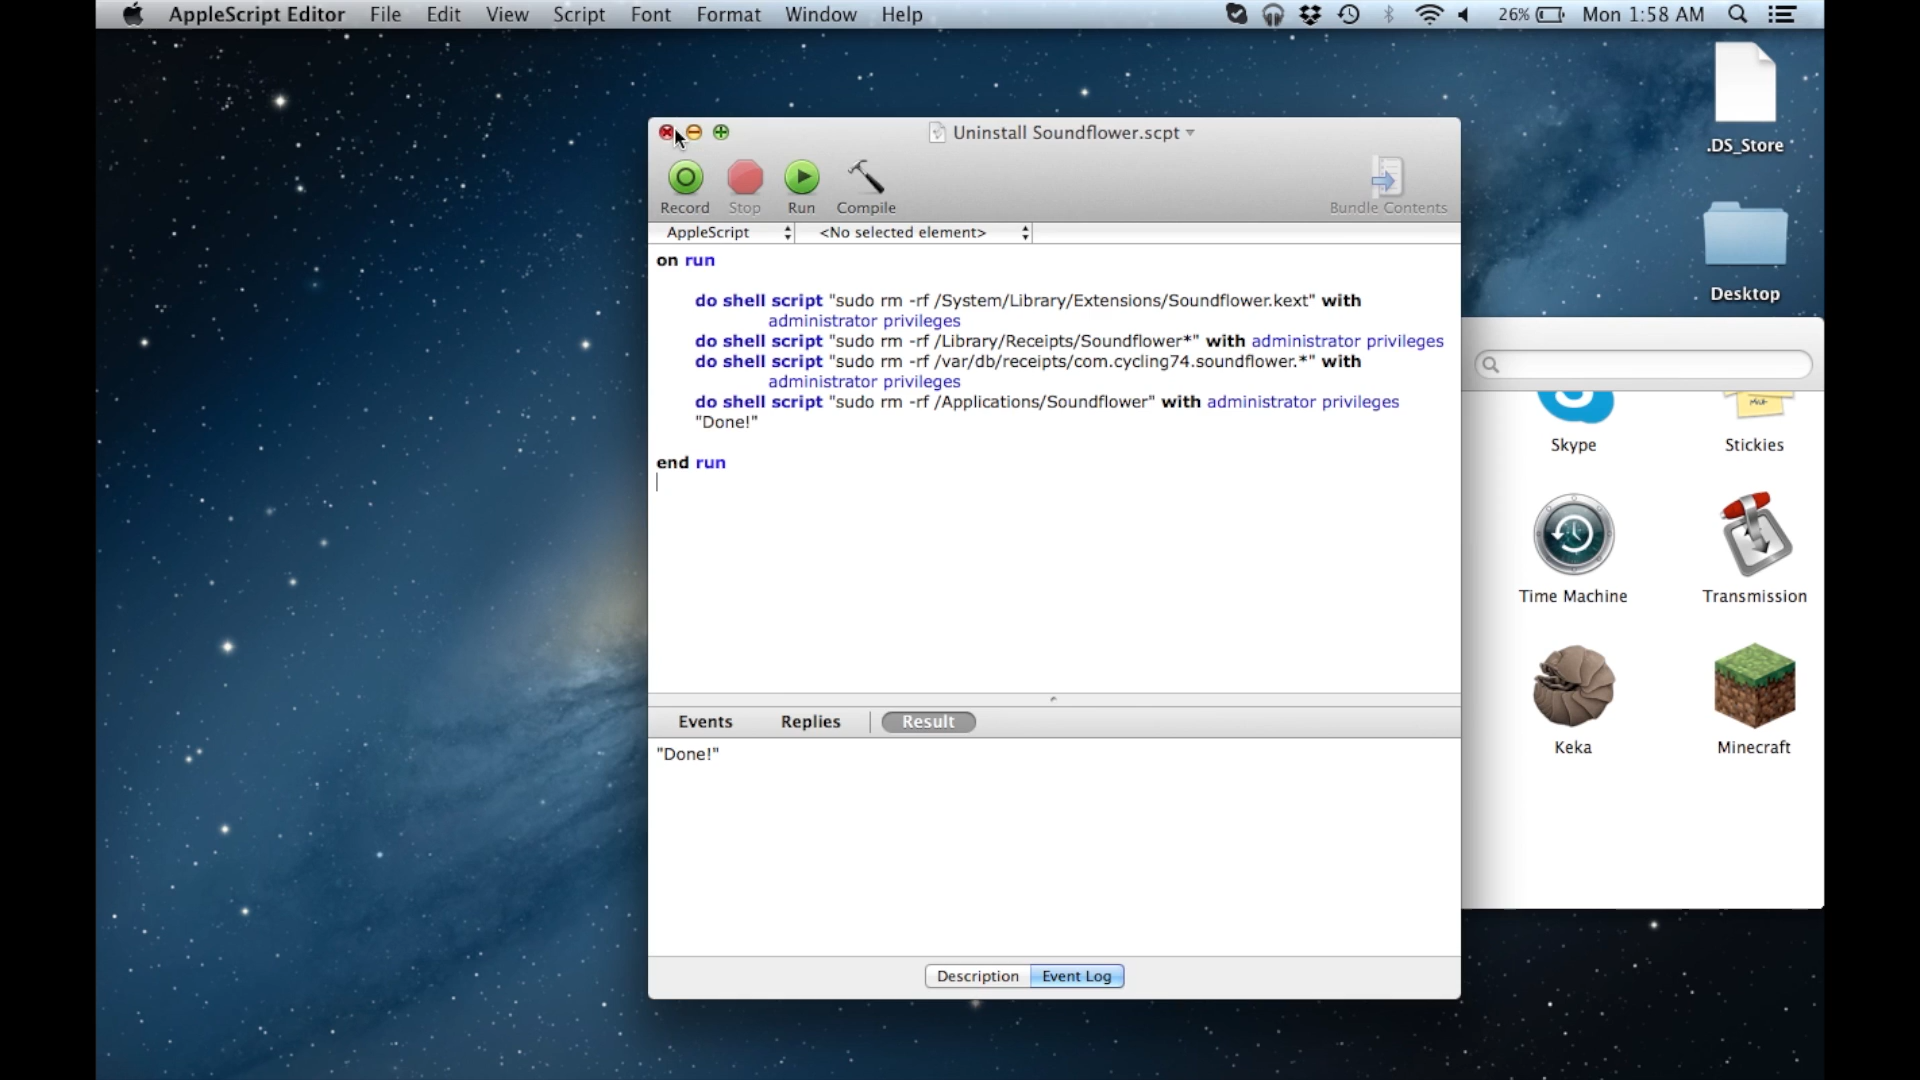 AppleScript Editor File Edit View Script Font Format Window Help 26% Mon 1:58 AM
.DS_Store
Desktop
Uninstall Soundflower.scpt
Record Stop Run Compile Bundle Contents
AppleScript <No selected element>
on run
do shell script "sudo rm -rf /System/Library/Extensions/Soundflower.kext" with
administrator privileges
do shell script "sudo rm -rf /Library/Receipts/Soundflower*" with administrator privileges
do shell script "sudo rm -rf /var/db/receipts/com.cycling74.soundflower.*" with
administrator privileges
do shell script "sudo rm -rf /Applications/Soundflower" with administrator privileges
"Done!"
end run
Events Replies Result
"Done!"
Description Event Log
Skype Stickies
Time Machine Transmission
Keka Minecraft